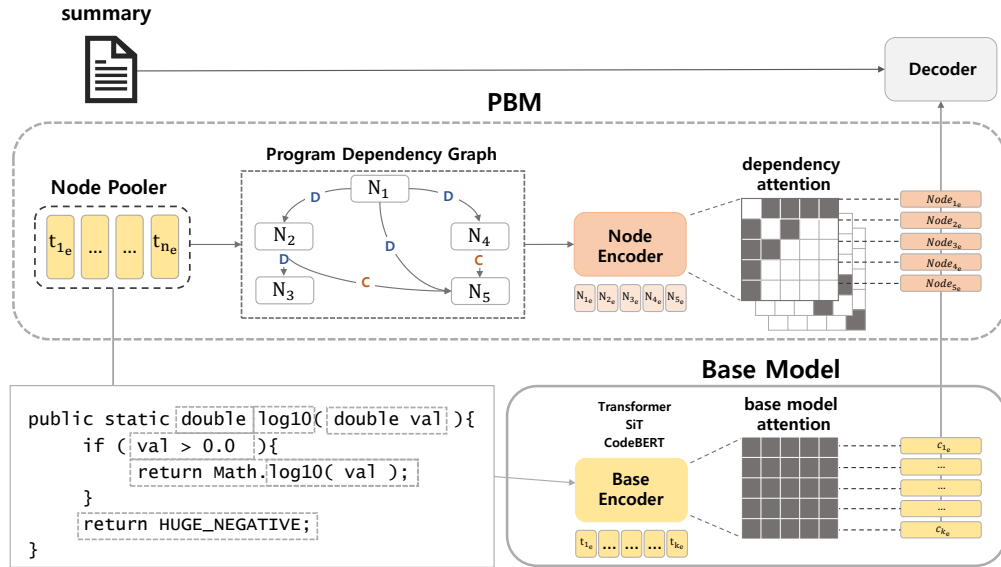 summary
Decoder
PBM
Program Dependency Graph
Node Pooler
t1e ... ... tne
N1
D D
N2 N4
D D C
C
N3 N5
Node Encoder
N1e N2e N3e N4e N5e
dependency attention
Node1e
Node2e
Node3e
Node4e
Node5e
public static double log10( double val ){
if ( val > 0.0 ){
return Math.log10( val );
}
return HUGE_NEGATIVE;
}
Base Model
Transformer
SiT
CodeBERT
Base Encoder
t1e ... ... ... tke
base model attention
c1e
...
...
...
cke